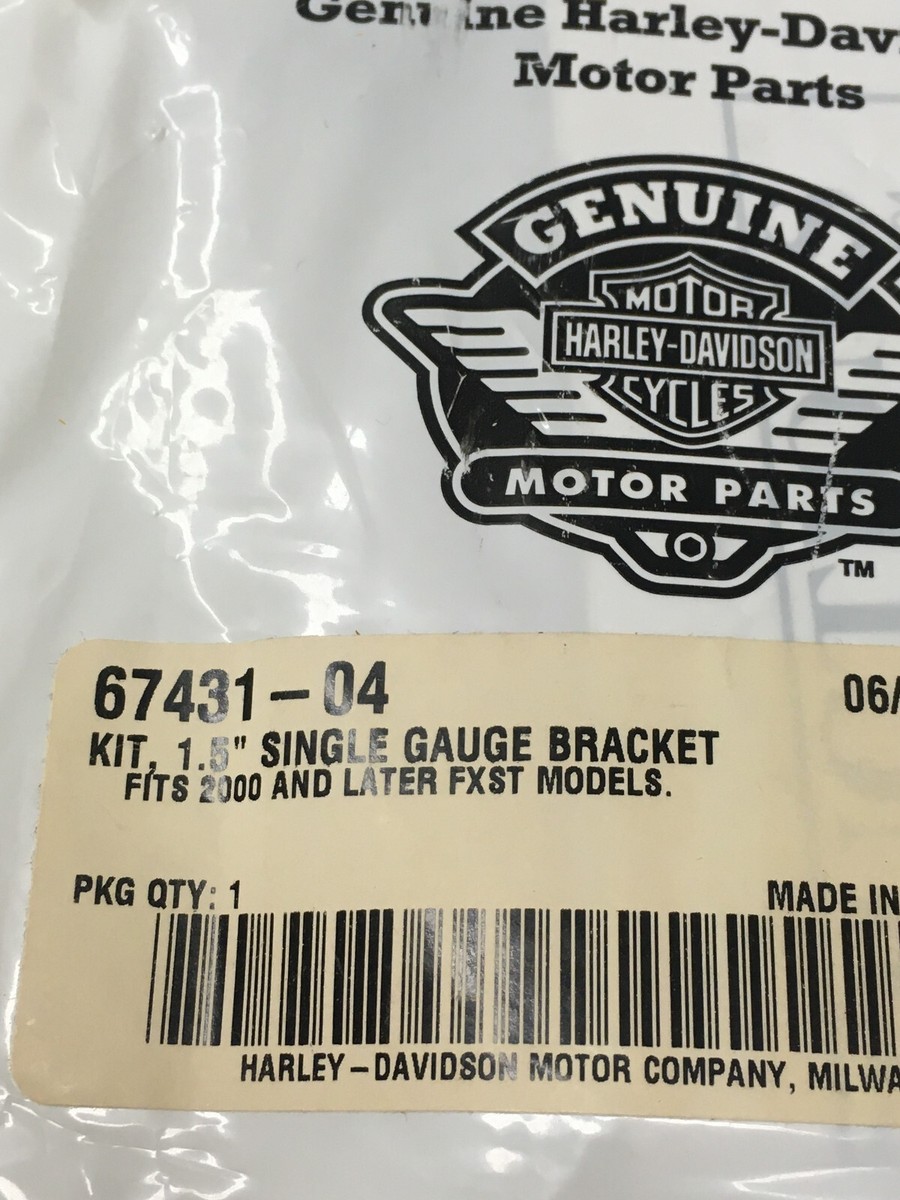 Genuine Harley-Dav
Motor Parts
GENUINE
MOTOR
HARLEY-DAVIDSON
CYCLES
MOTOR PARTS
TM
67431-04
06/
KIT, 1.5" SINGLE GAUGE BRACKET
FITS 2000 AND LATER FXST MODELS.
PKG QTY: 1
MADE IN
HARLEY-DAVIDSON MOTOR COMPANY, MILWA